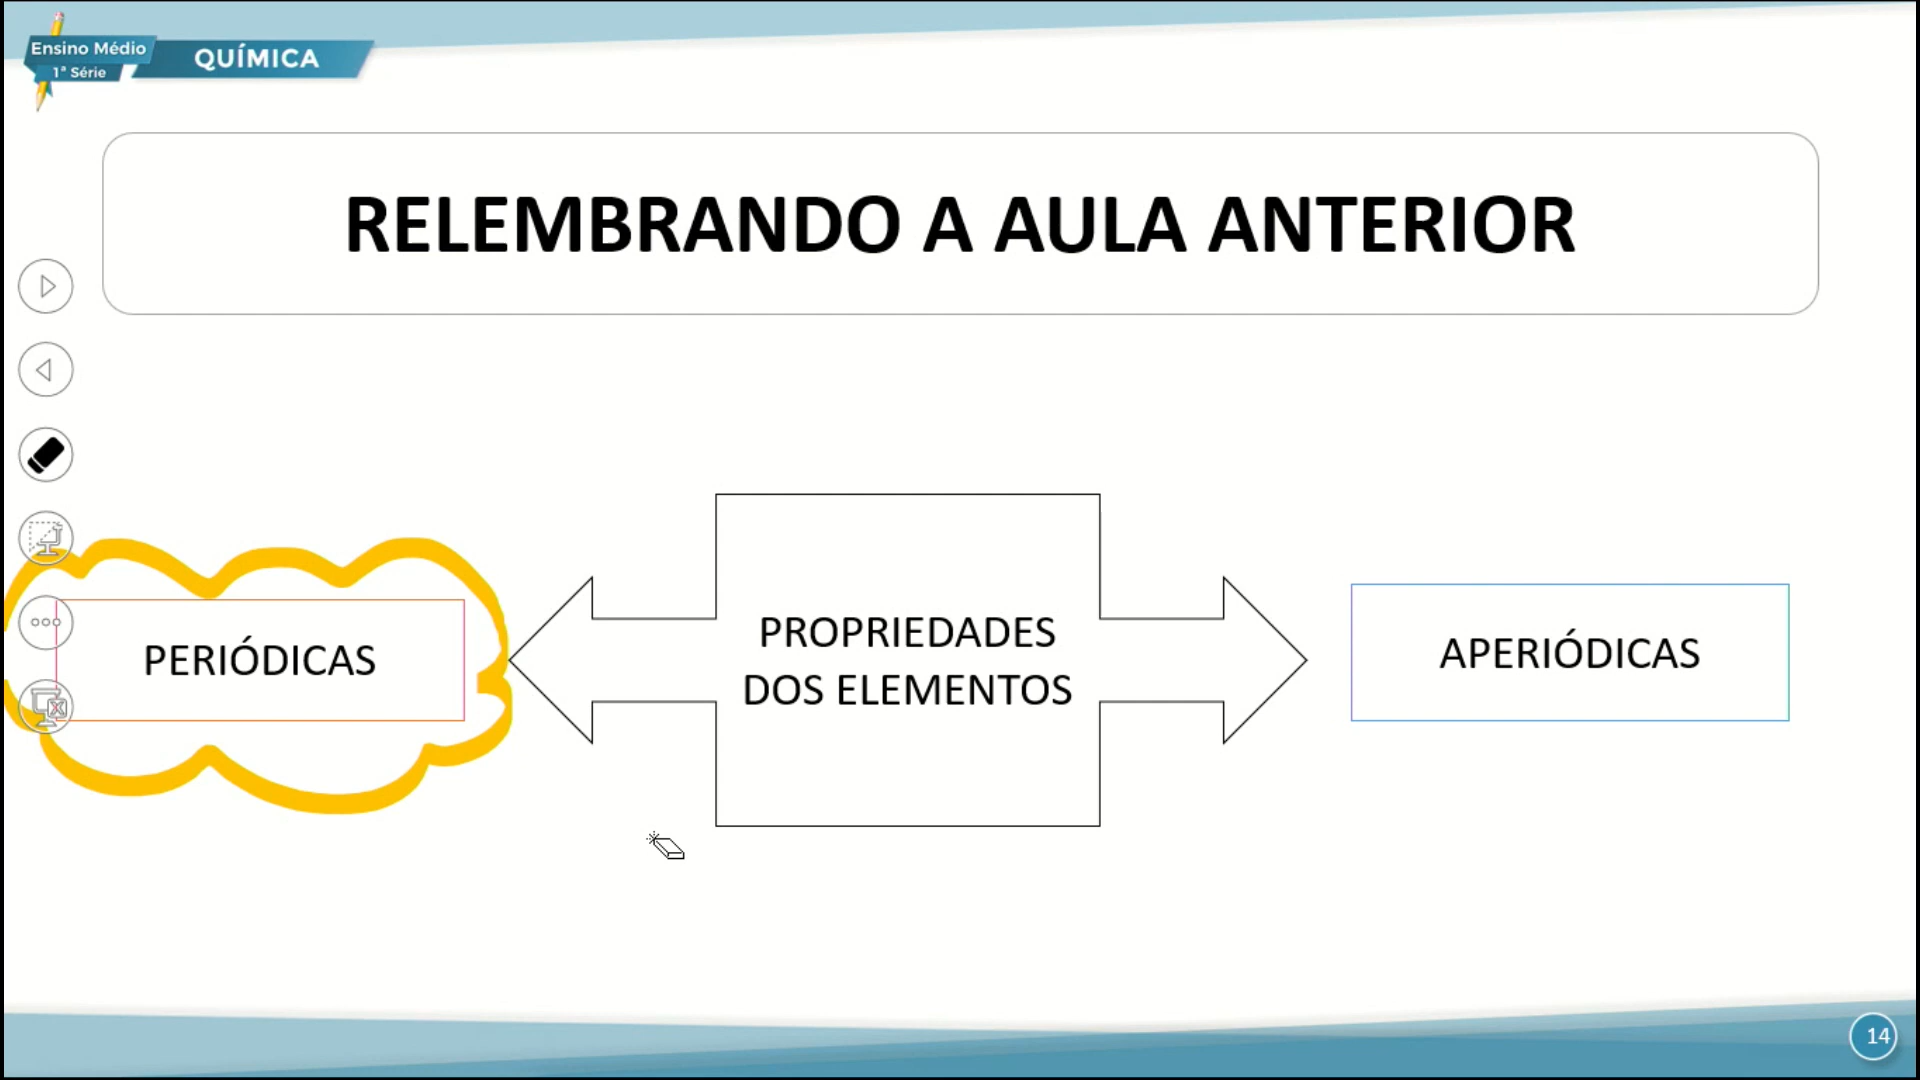 Ensino Médio
1ª Série
QUÍMICA
RELEMBRANDO A AULA ANTERIOR
PERIÓDICAS
PROPRIEDADES
DOS ELEMENTOS
APERIÓDICAS
14